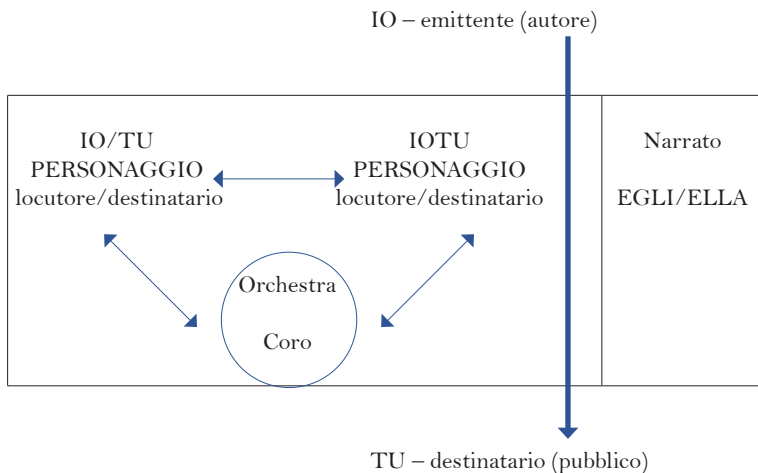 IO – emittente (autore)
IO/TU
PERSONAGGIO
locutore/destinatario
IOTU
PERSONAGGIO
locutore/destinatario
Narrato
EGLI/ELLA
Orchestra
Coro
TU – destinatario (pubblico)